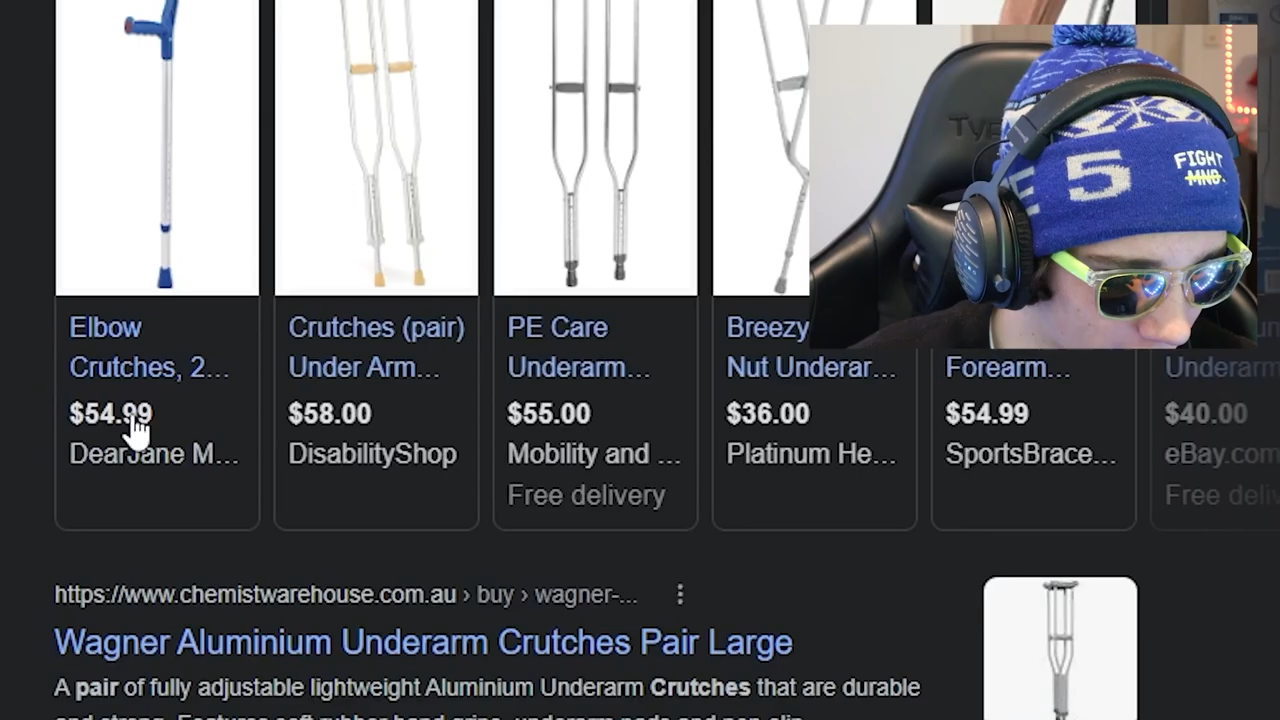 Elbow
Crutches, 2...
$54.99
DearJane M...
Crutches (pair)
Under Arm...
$58.00
DisabilityShop
PE Care
Underarm...
$55.00
Mobility and ...
Free delivery
Breezy
Nut Underar...
$36.00
Platinum He...
Forearm...
$54.99
SportsBrace...
Underarm
$40.00
eBay.com
Free deliv
5
FIGHT
MND.
https://www.chemistwarehouse.com.au › buy › wagner-...
Wagner Aluminium Underarm Crutches Pair Large
A pair of fully adjustable lightweight Aluminium Underarm Crutches that are durable